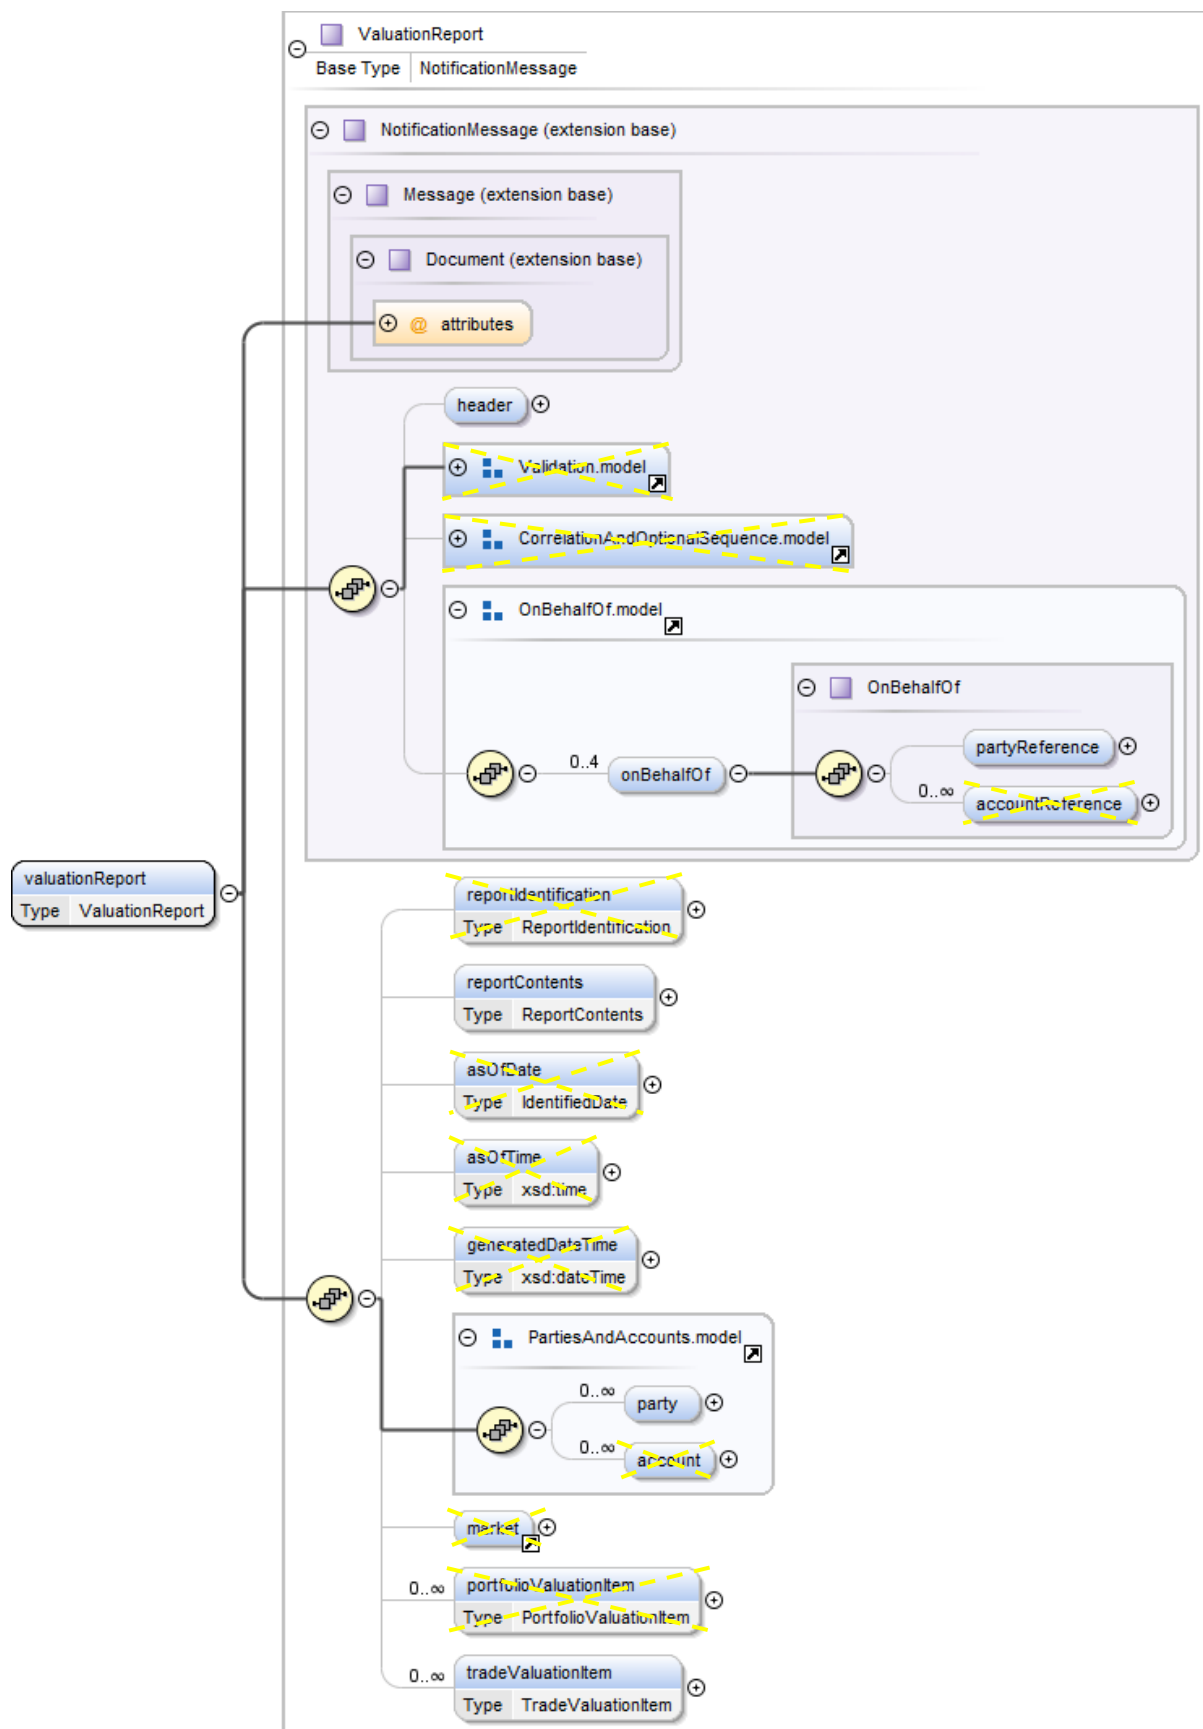 ValuationReport
Base Type NotificationMessage
NotificationMessage (extension base)
Message (extension base)
Document (extension base)
@ attributes
header
Validation.model
CorrelationAndOptionalSequence.model
OnBehalfOf.model
OnBehalfOf
partyReference
0..4 onBehalfOf
0..∞ accountReference
valuationReport
Type ValuationReport
reportIdentification
Type ReportIdentification
reportContents
Type ReportContents
asOfDate
Type IdentifiedDate
asOfTime
Type xsd:time
generatedDateTime
Type xsd:dateTime
PartiesAndAccounts.model
0..∞ party
0..∞ account
market
0..∞ portfolioValuationItem
Type PortfolioValuationItem
0..∞ tradeValuationItem
Type TradeValuationItem